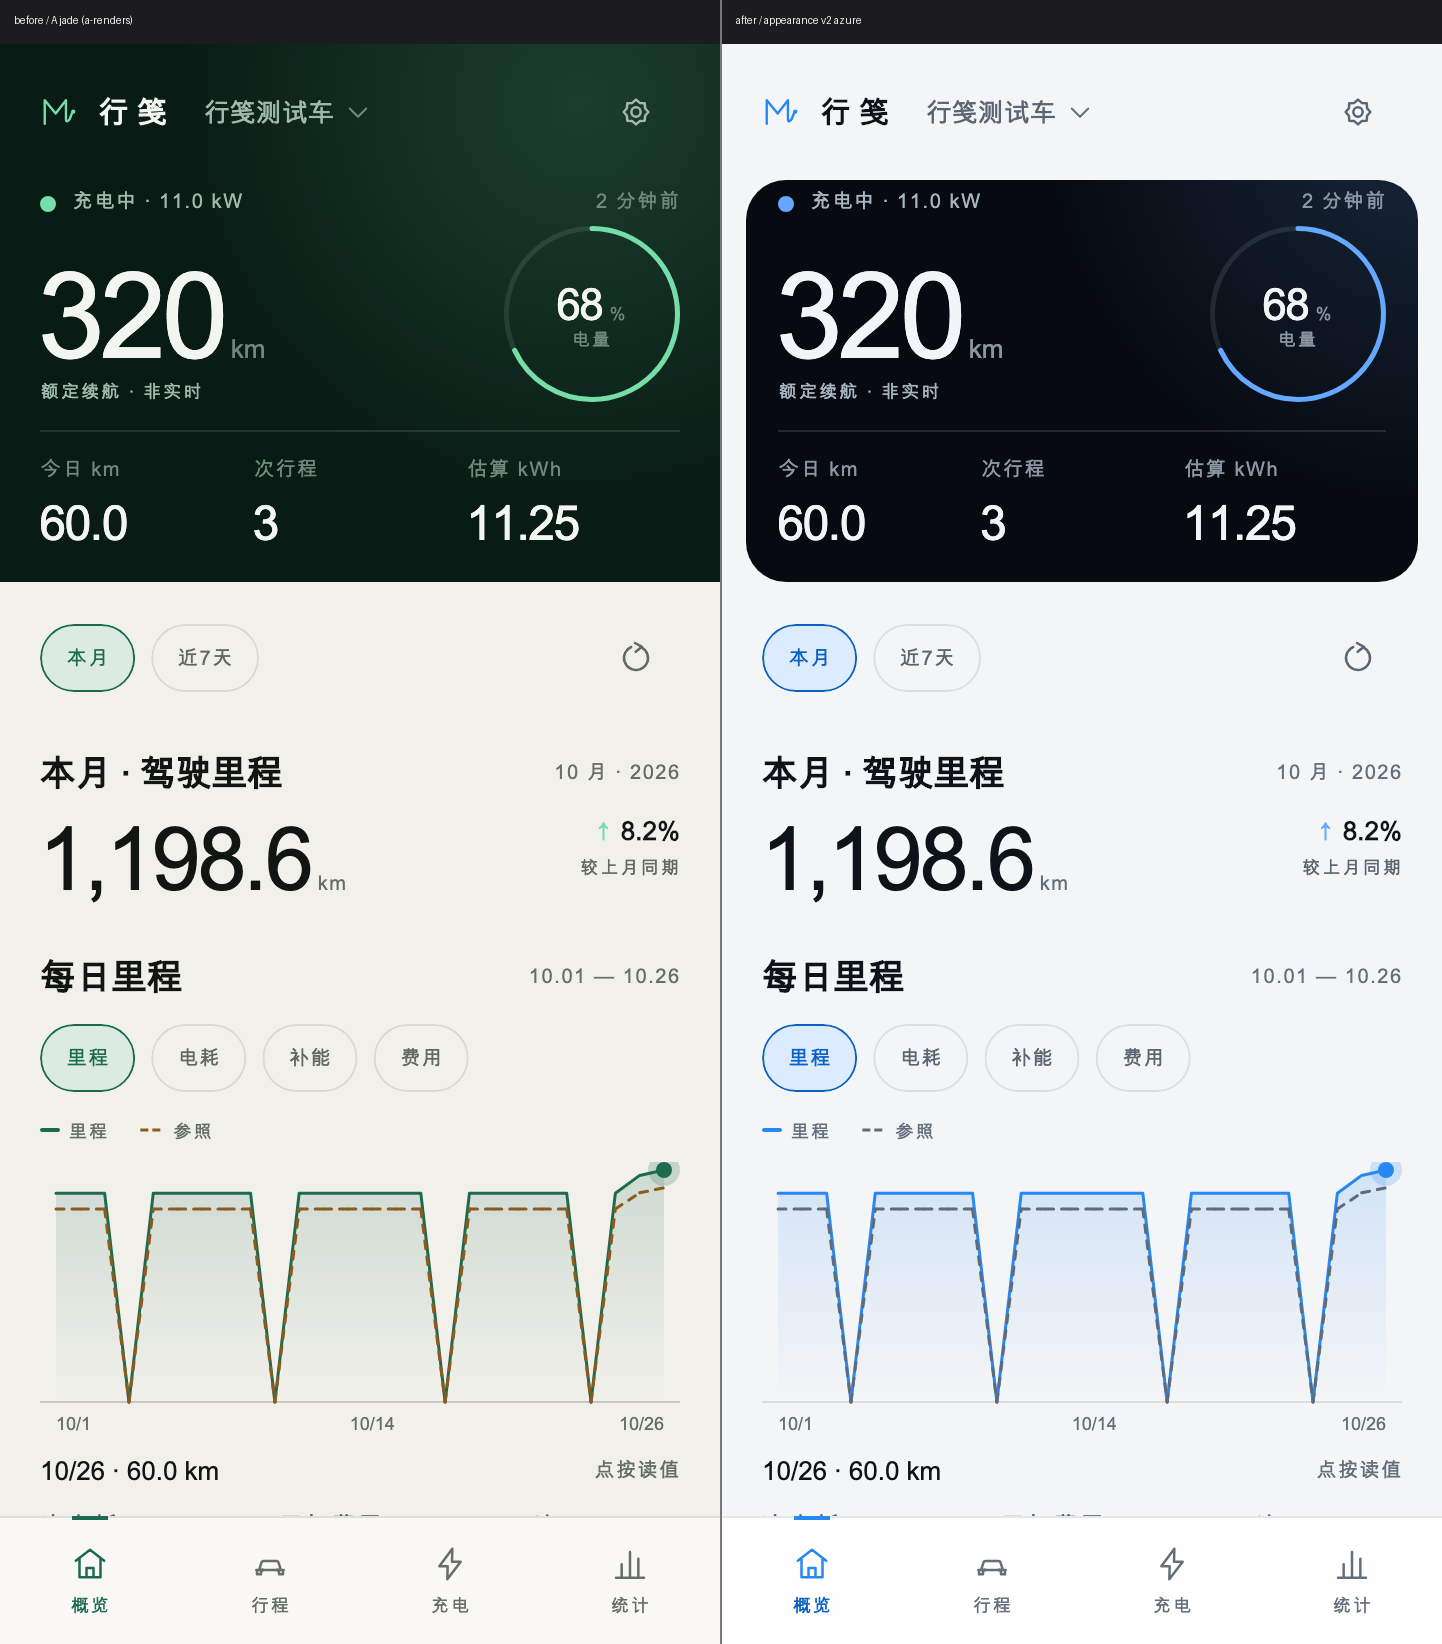 before / A jade (a-renders)
行笺 行笺测试车
充电中 · 11.0 kW 2 分钟前
320 km
68 %
电量
额定续航 · 非实时
今日 km 次行程 估算 kWh
60.0 3 11.25
本月 近7天
本月 · 驾驶里程 10 月 · 2026
1,198.6 km ↑ 8.2%
较上月同期
每日里程 10.01 — 10.26
里程 电耗 补能 费用
里程 参照
10/1 10/14 10/26
10/26 · 60.0 km 点按读值
概览 行程 充电 统计
after / appearance v2 azure
行笺 行笺测试车
充电中 · 11.0 kW 2 分钟前
320 km
68 %
电量
额定续航 · 非实时
今日 km 次行程 估算 kWh
60.0 3 11.25
本月 近7天
本月 · 驾驶里程 10 月 · 2026
1,198.6 km ↑ 8.2%
较上月同期
每日里程 10.01 — 10.26
里程 电耗 补能 费用
里程 参照
10/1 10/14 10/26
10/26 · 60.0 km 点按读值
概览 行程 充电 统计